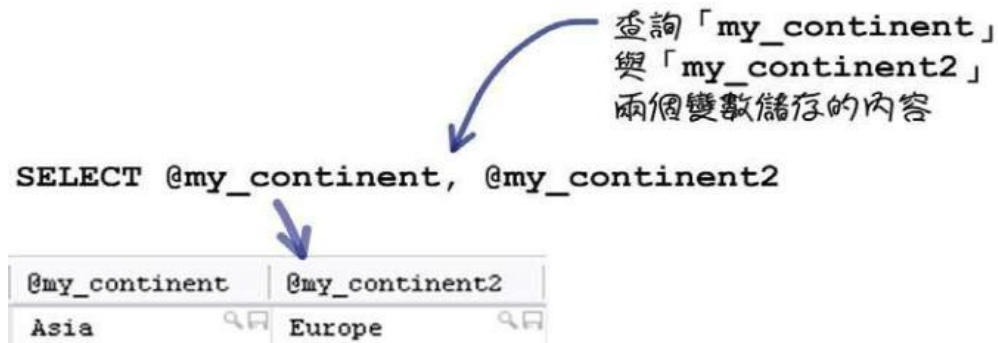 查詢「my_continent」
與「my_continent2」
兩個變數儲存的內容
SELECT @my_continent, @my_continent2
@my_continent @my_continent2
Asia Europe